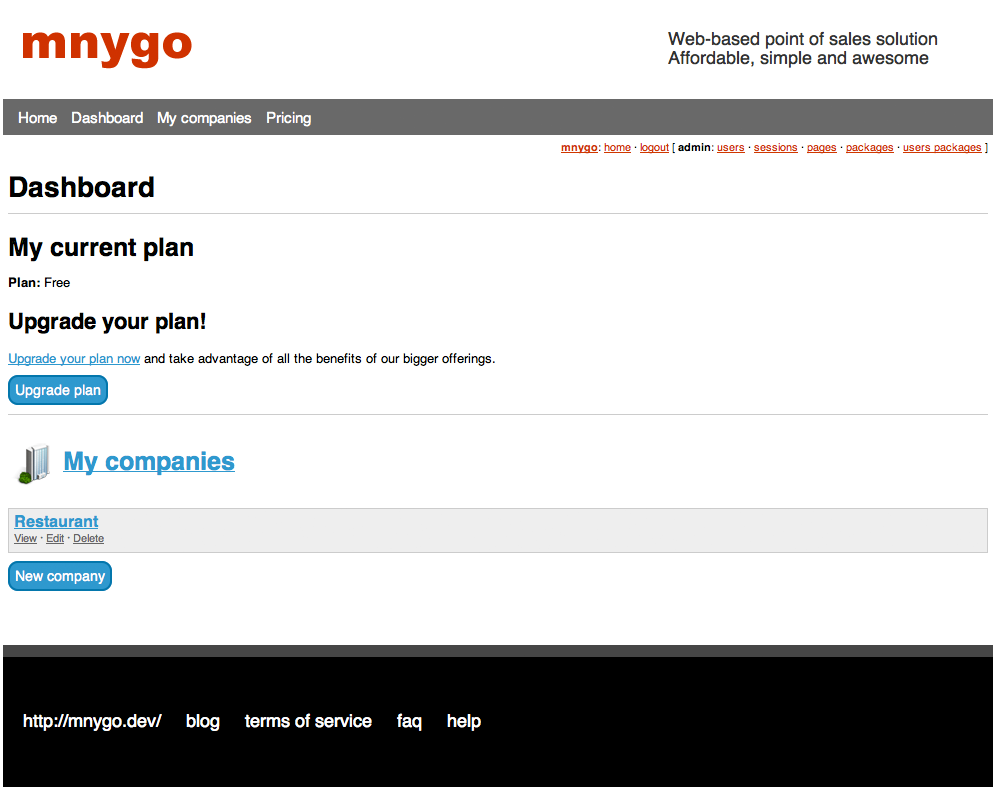 mnygo
Web-based point of sales solution
Affordable, simple and awesome
Home Dashboard My companies Pricing
mnygo: home · logout [ admin: users · sessions · pages · packages · users packages ]
Dashboard
My current plan
Plan: Free
Upgrade your plan!
Upgrade your plan now and take advantage of all the benefits of our bigger offerings.
Upgrade plan
My companies
Restaurant
View · Edit · Delete
New company
http://mnygo.dev/ blog terms of service faq help